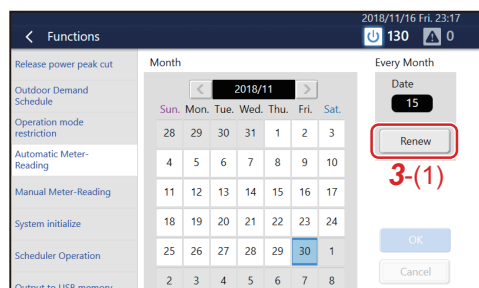 2018/11/16 Fri. 23:17
Functions
130
0
Release power peak cut
Outdoor Demand
Schedule
Operation mode
restriction
Automatic Meter-
Reading
Manual Meter-Reading
System initialize
Scheduler Operation
Output to USB memory
Month
2018/11
Sun. Mon. Tue. Wed. Thu. Fri. Sat.
28 29 30 31 1 2 3
4 5 6 7 8 9 10
11 12 13 14 15 16 17
18 19 20 21 22 23 24
25 26 27 28 29 30 1
2 3 4 5 6 7 8
Every Month
Date
15
Renew
3-(1)
OK
Cancel